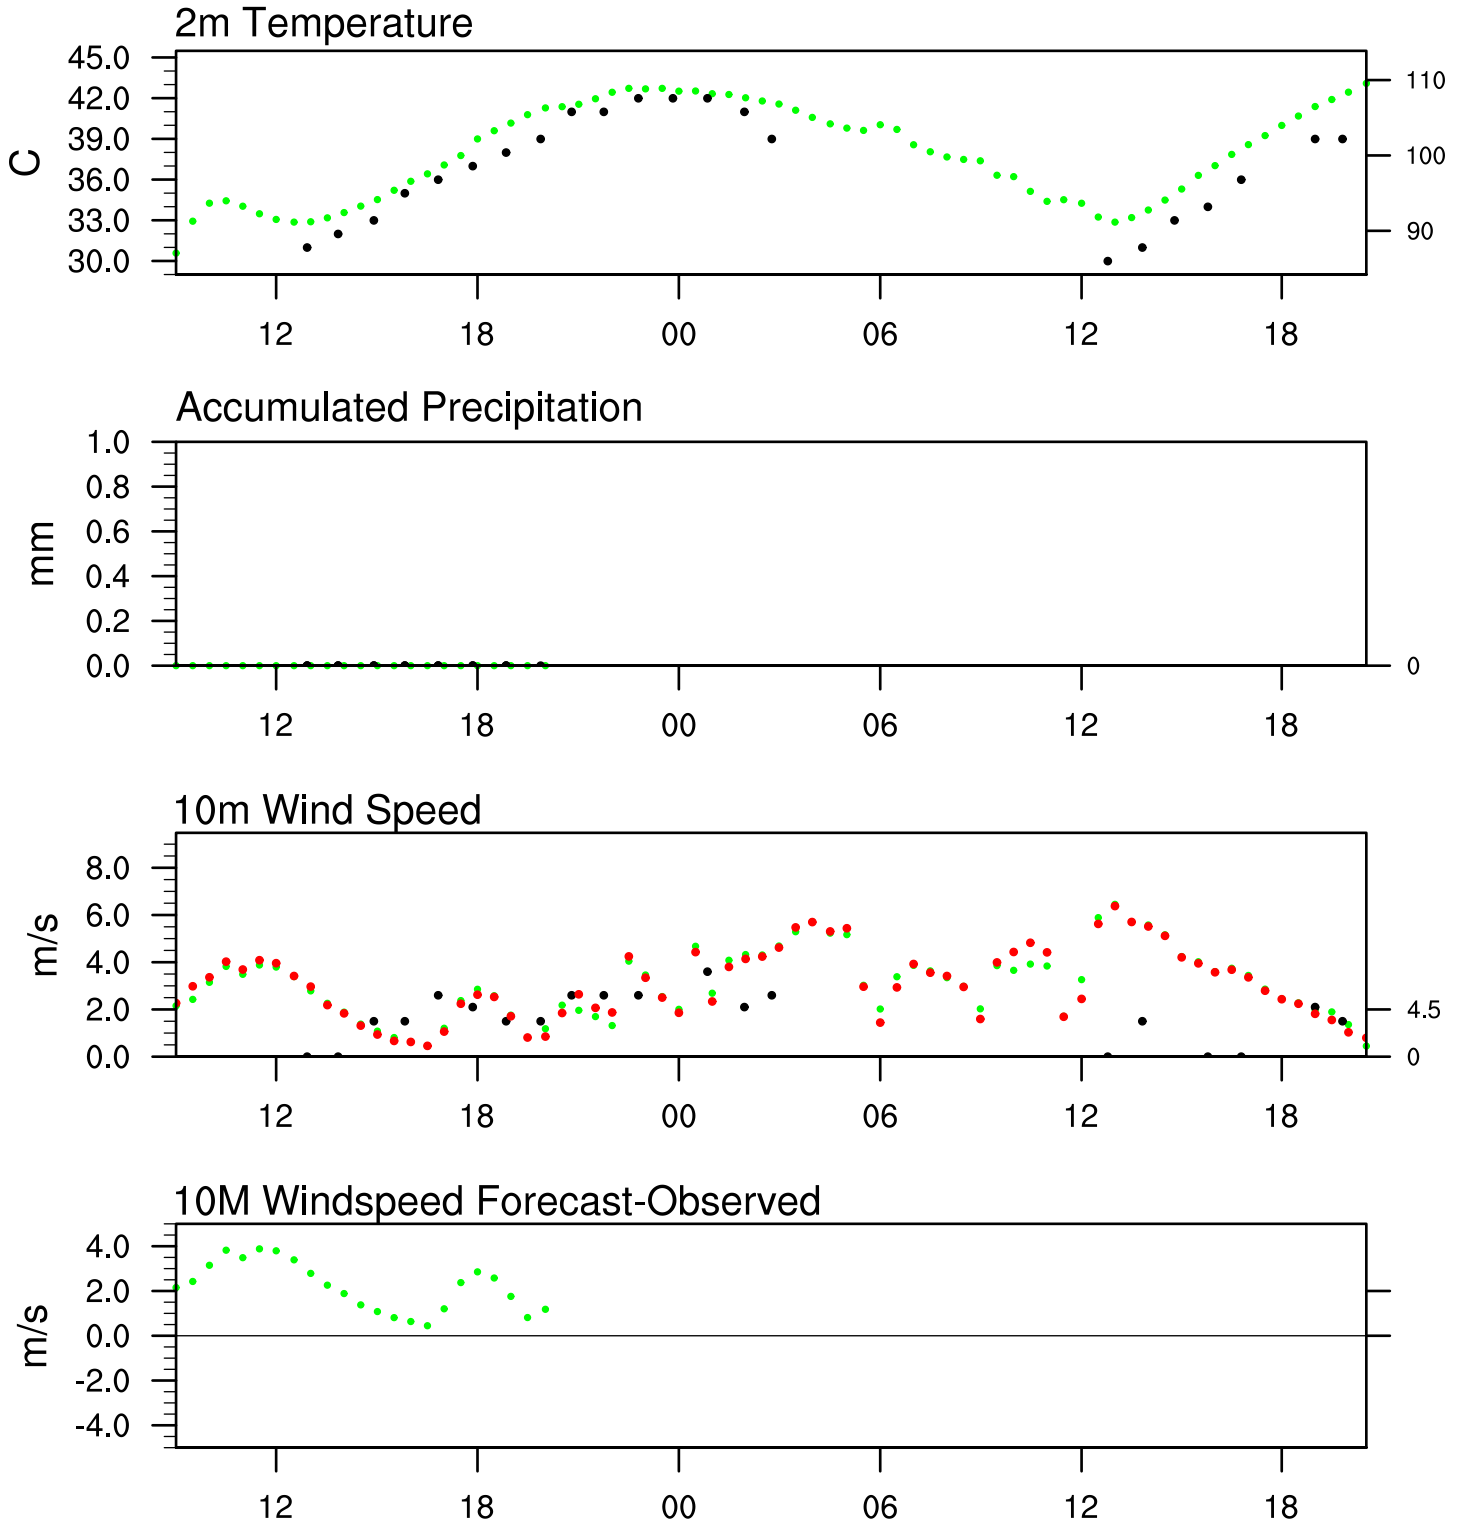 2m Temperature
45.0
42.0
39.0
36.0
33.0
30.0
C
110
100
90
12 18 00 06 12 18
Accumulated Precipitation
1.0
0.8
0.6
0.4
0.2
0.0
mm
0
12 18 00 06 12 18
10m Wind Speed
8.0
6.0
4.0
2.0
0.0
m/s
4.5
0
12 18 00 06 12 18
10M Windspeed Forecast-Observed
4.0
2.0
0.0
-2.0
-4.0
m/s
12 18 00 06 12 18